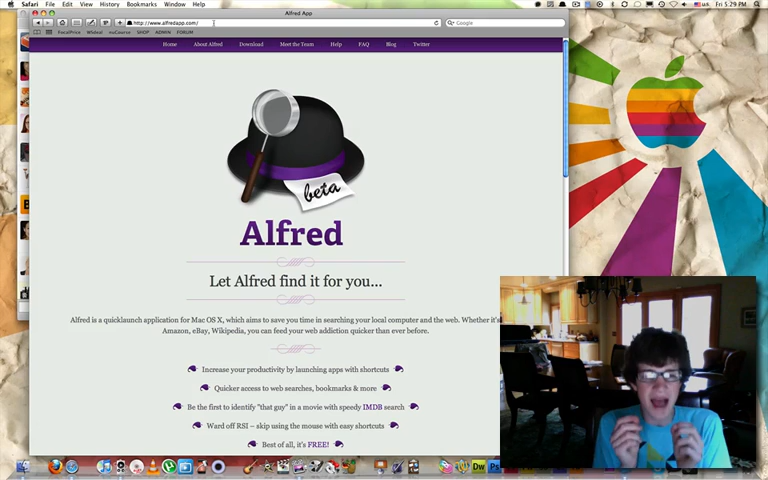 Safari File Edit View History Bookmarks Window Help
Fri 5:29 PM
Alfred App
http://www.alfredapp.com/
Google
FocalPrice
SHOP ADMIN FORUM
Home About Alfred Download Meet the Team Help FAQ Blog Twitter
beta
Alfred
Let Alfred find it for you...
Alfred is a quicklaunch application for Mac OS X, which aims to save you time in searching your local computer and the web. Whether it's
Amazon, eBay, Wikipedia, you can feed your web addiction quicker than ever before.
Increase your productivity by launching apps with shortcuts
Quicker access to web searches, bookmarks & more
Be the first to identify "that guy" in a movie with speedy IMDB search
Ward off RSI – skip using the mouse with easy shortcuts
Best of all, it's FREE!
Dw Ps